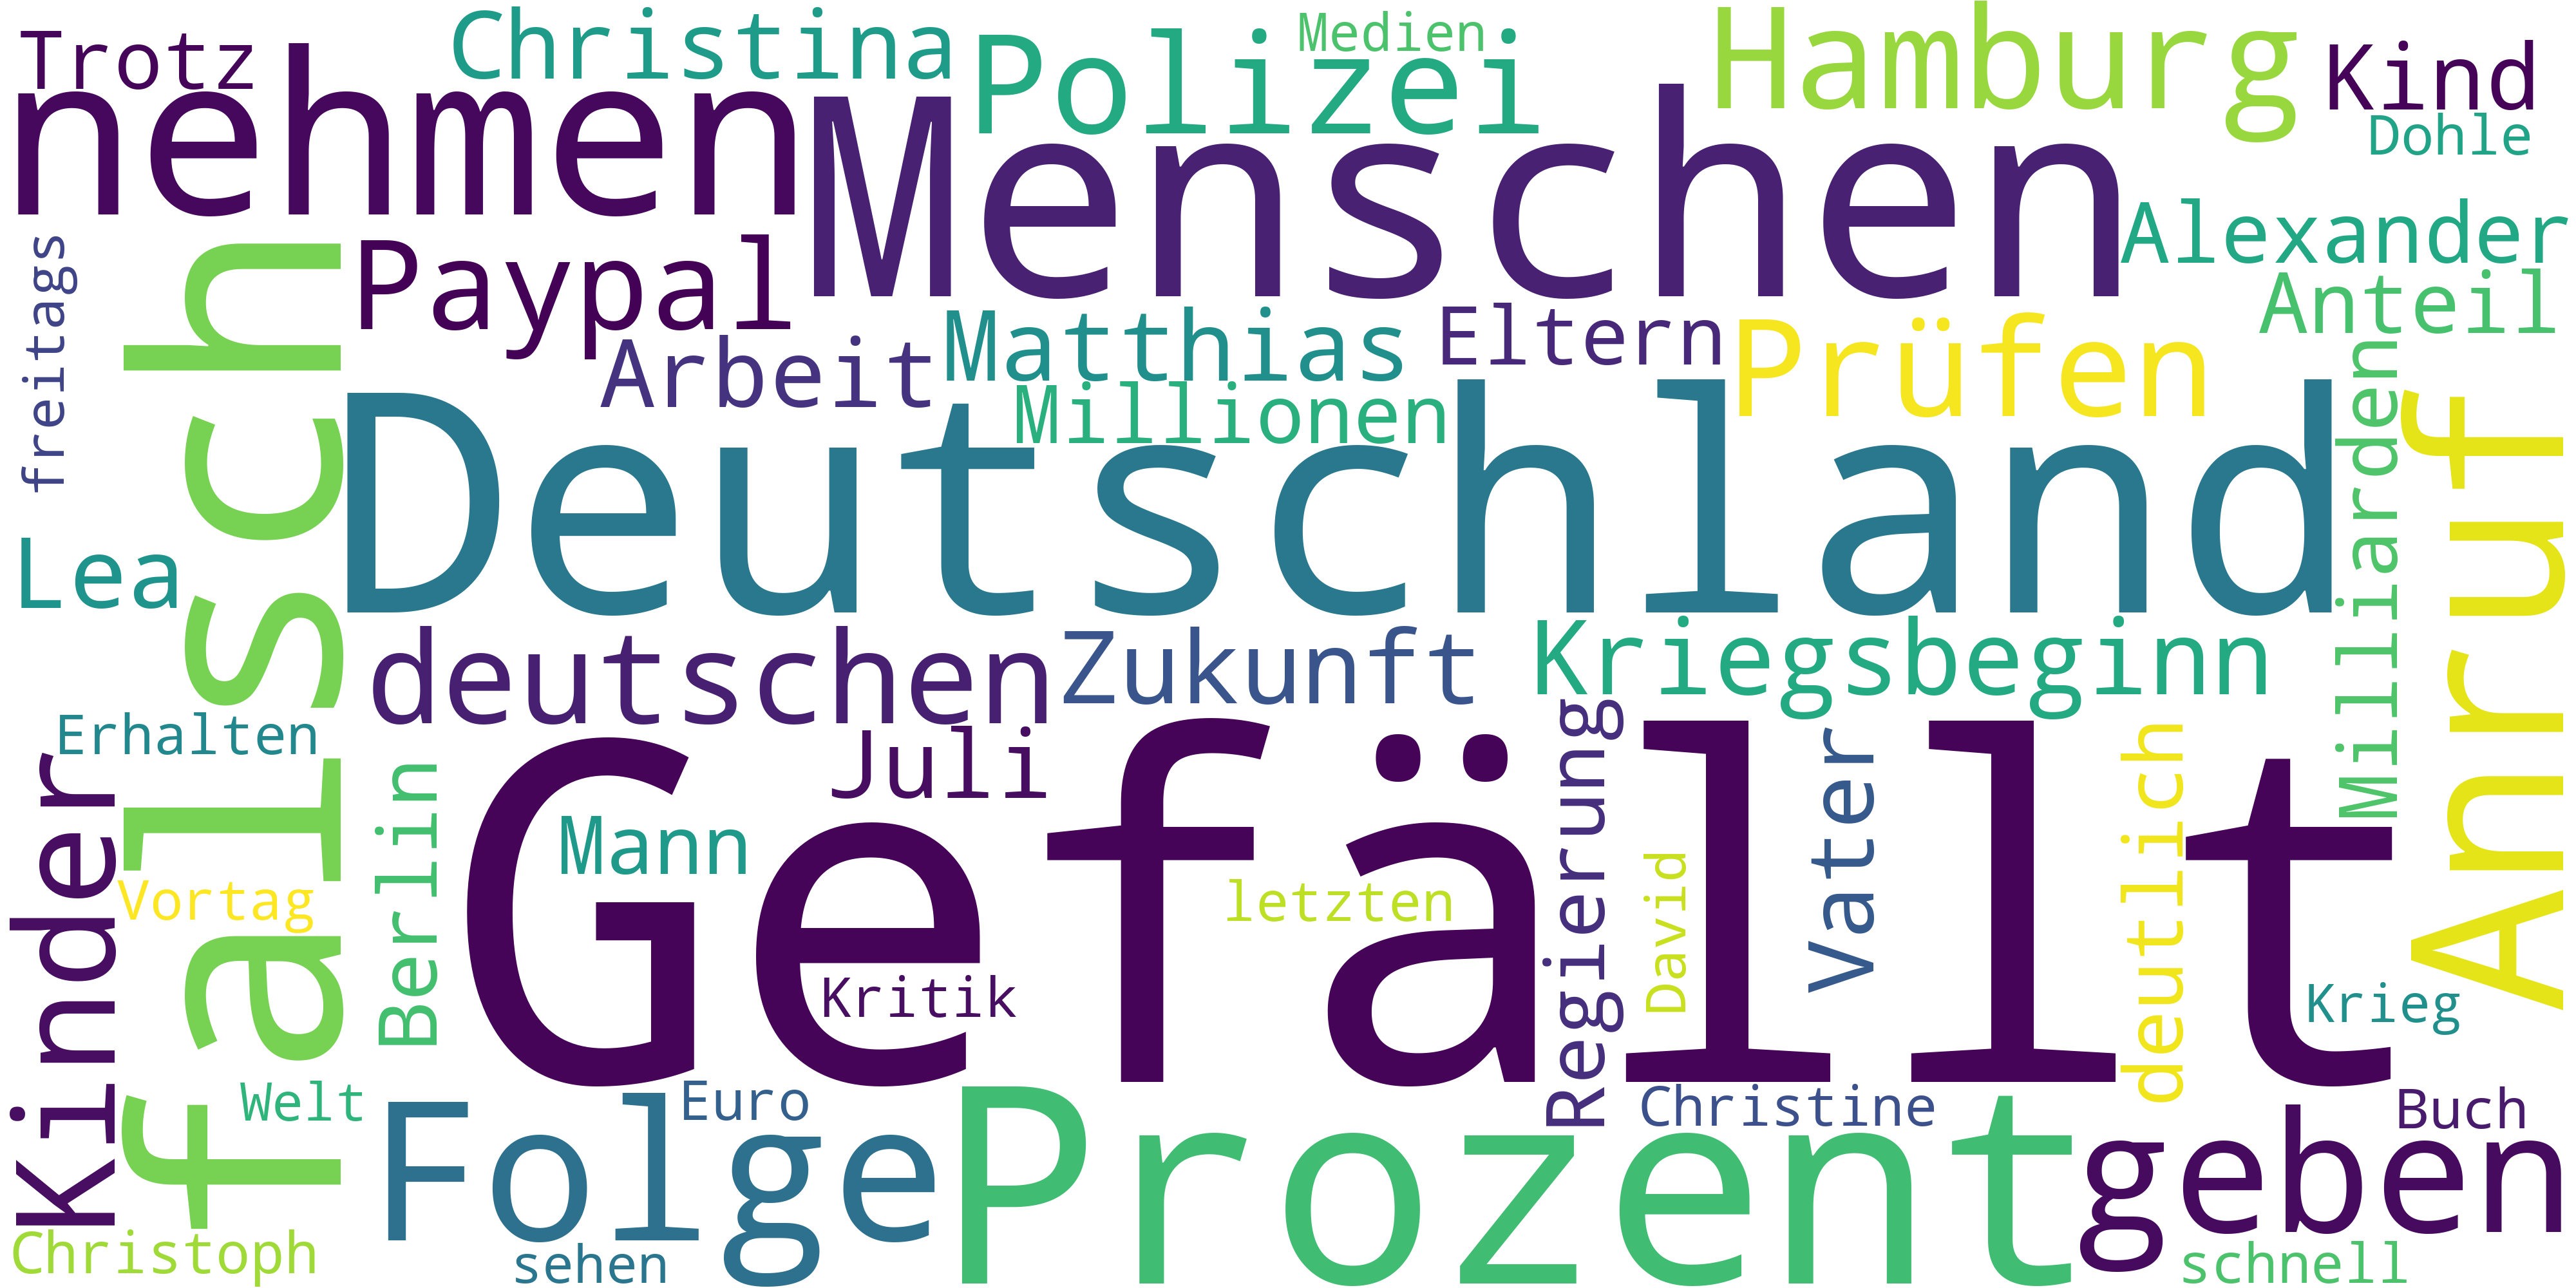 Trotz
Christina
Polizei
Medien
Hamburg
Kind
Dohle
nehmen
Menschen
Alexander
freitags
falsch
Paypal
Matthias
Eltern
Prüfen
Anteil
Arbeit
Millionen
Milliarden
Anruf
Deutschland
Lea
deutschen
Zukunft
Kriegsbeginn
Erhalten
Juli
Gefällt
Regierung
Vater
deutlich
Kinder
Berlin
Mann
Vortag
letzten
David
Kritik
Krieg
Welt
Folge
Euro
Prozent
Christine
geben
Buch
Christoph
sehen
schnell